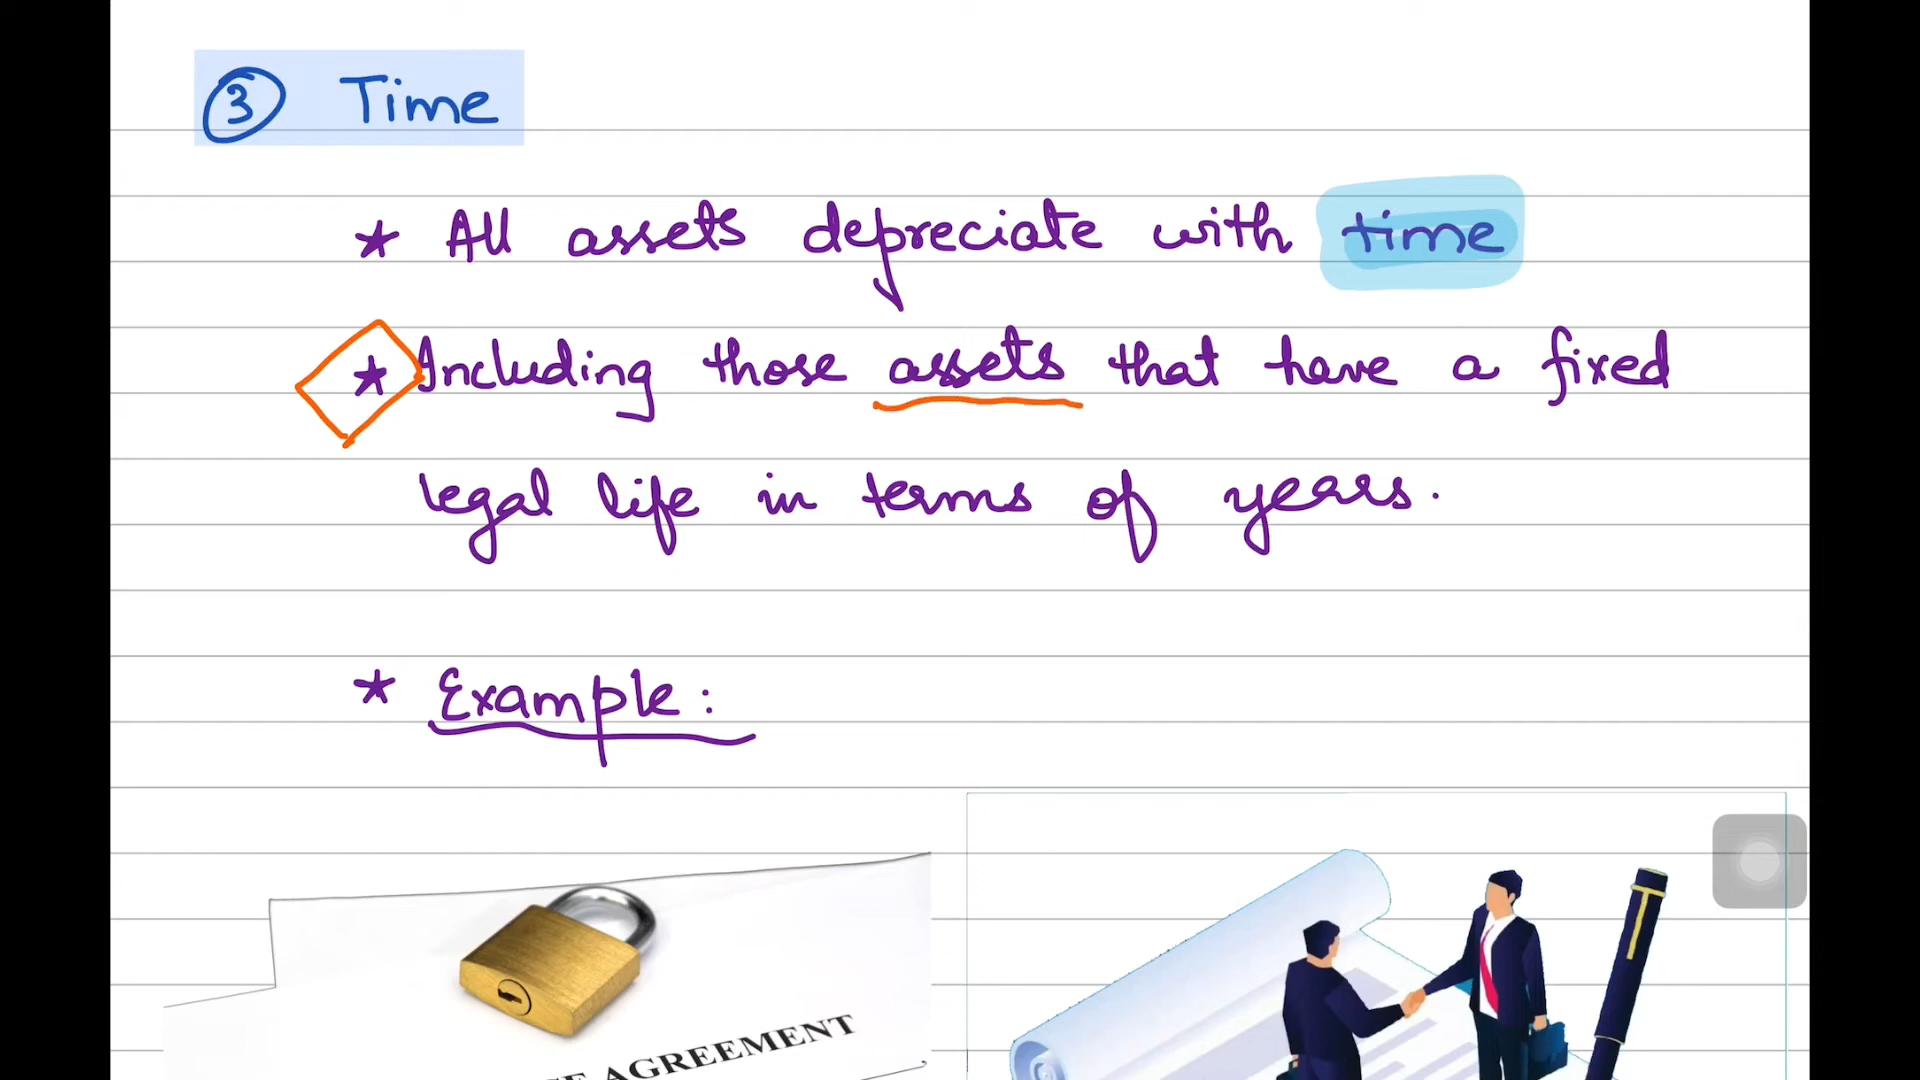 3 Time
* All assets depreciate with time
* Including those assets that have a fixed
legal life in terms of years.
* Example:
AGREEMENT